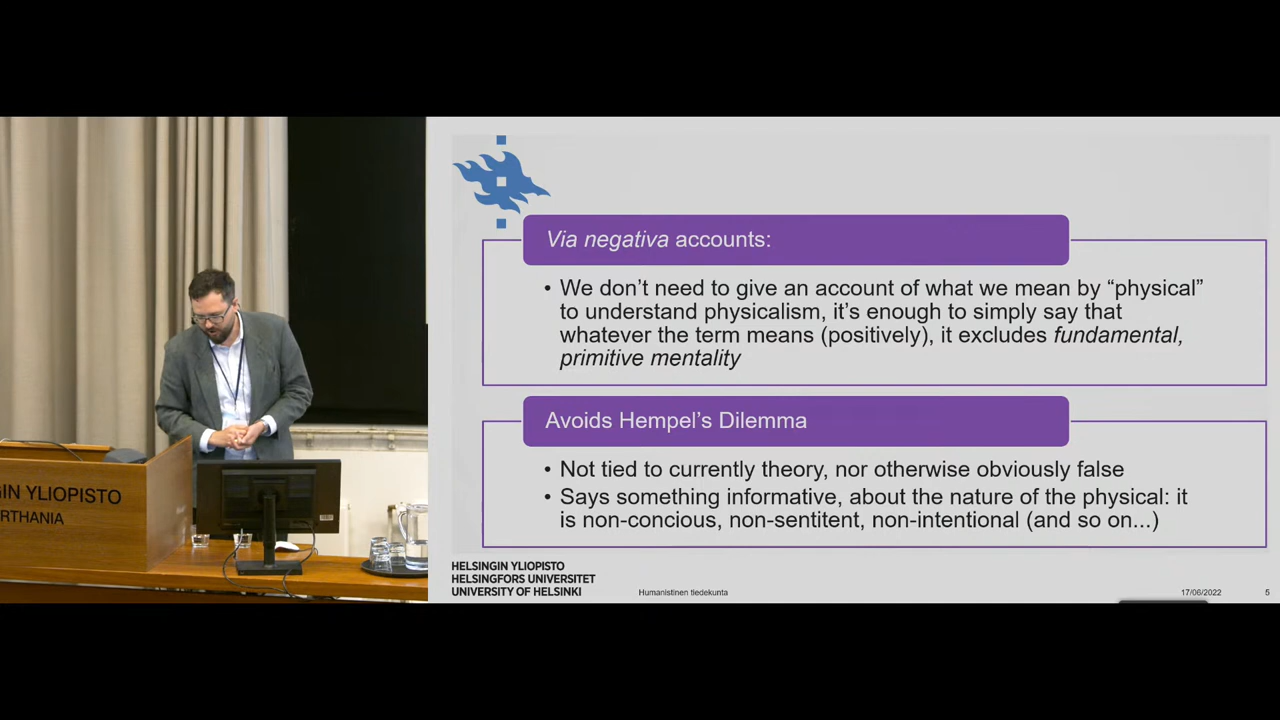 Via negativa accounts:
• We don't need to give an account of what we mean by "physical"
to understand physicalism, it's enough to simply say that
whatever the term means (positively), it excludes fundamental,
primitive mentality
Avoids Hempel's Dilemma
• Not tied to currently theory, nor otherwise obviously false
• Says something informative, about the nature of the physical: it
is non-concious, non-sentitent, non-intentional (and so on...)
HELSINGIN YLIOPISTO
HELSINGFORS UNIVERSITET
UNIVERSITY OF HELSINKI
Humanistinen tiedekunta
17/06/2022
5
GIN YLIOPISTO
RTHANIA